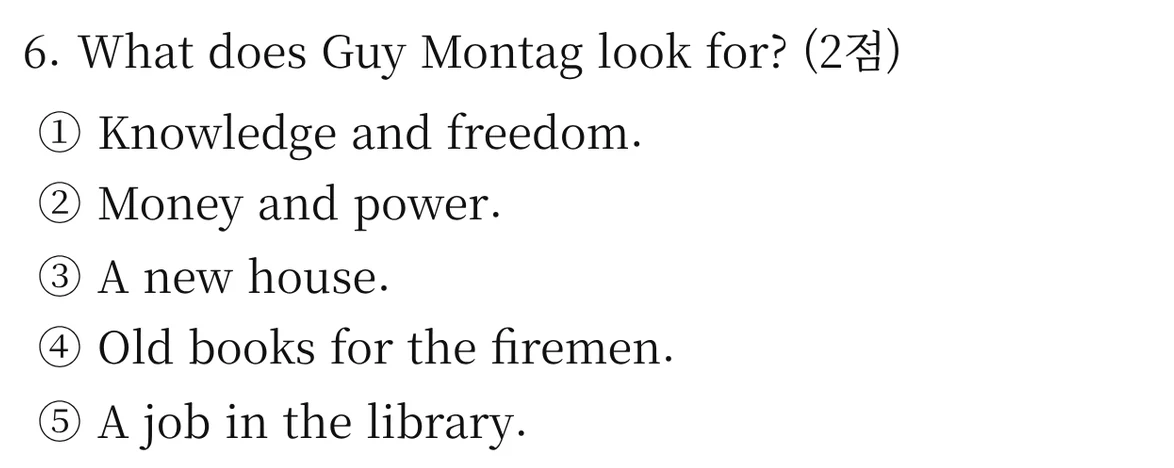 6. What does Guy Montag look for? (2점)
① Knowledge and freedom.
② Money and power.
③ A new house.
④ Old books for the firemen.
⑤ A job in the library.